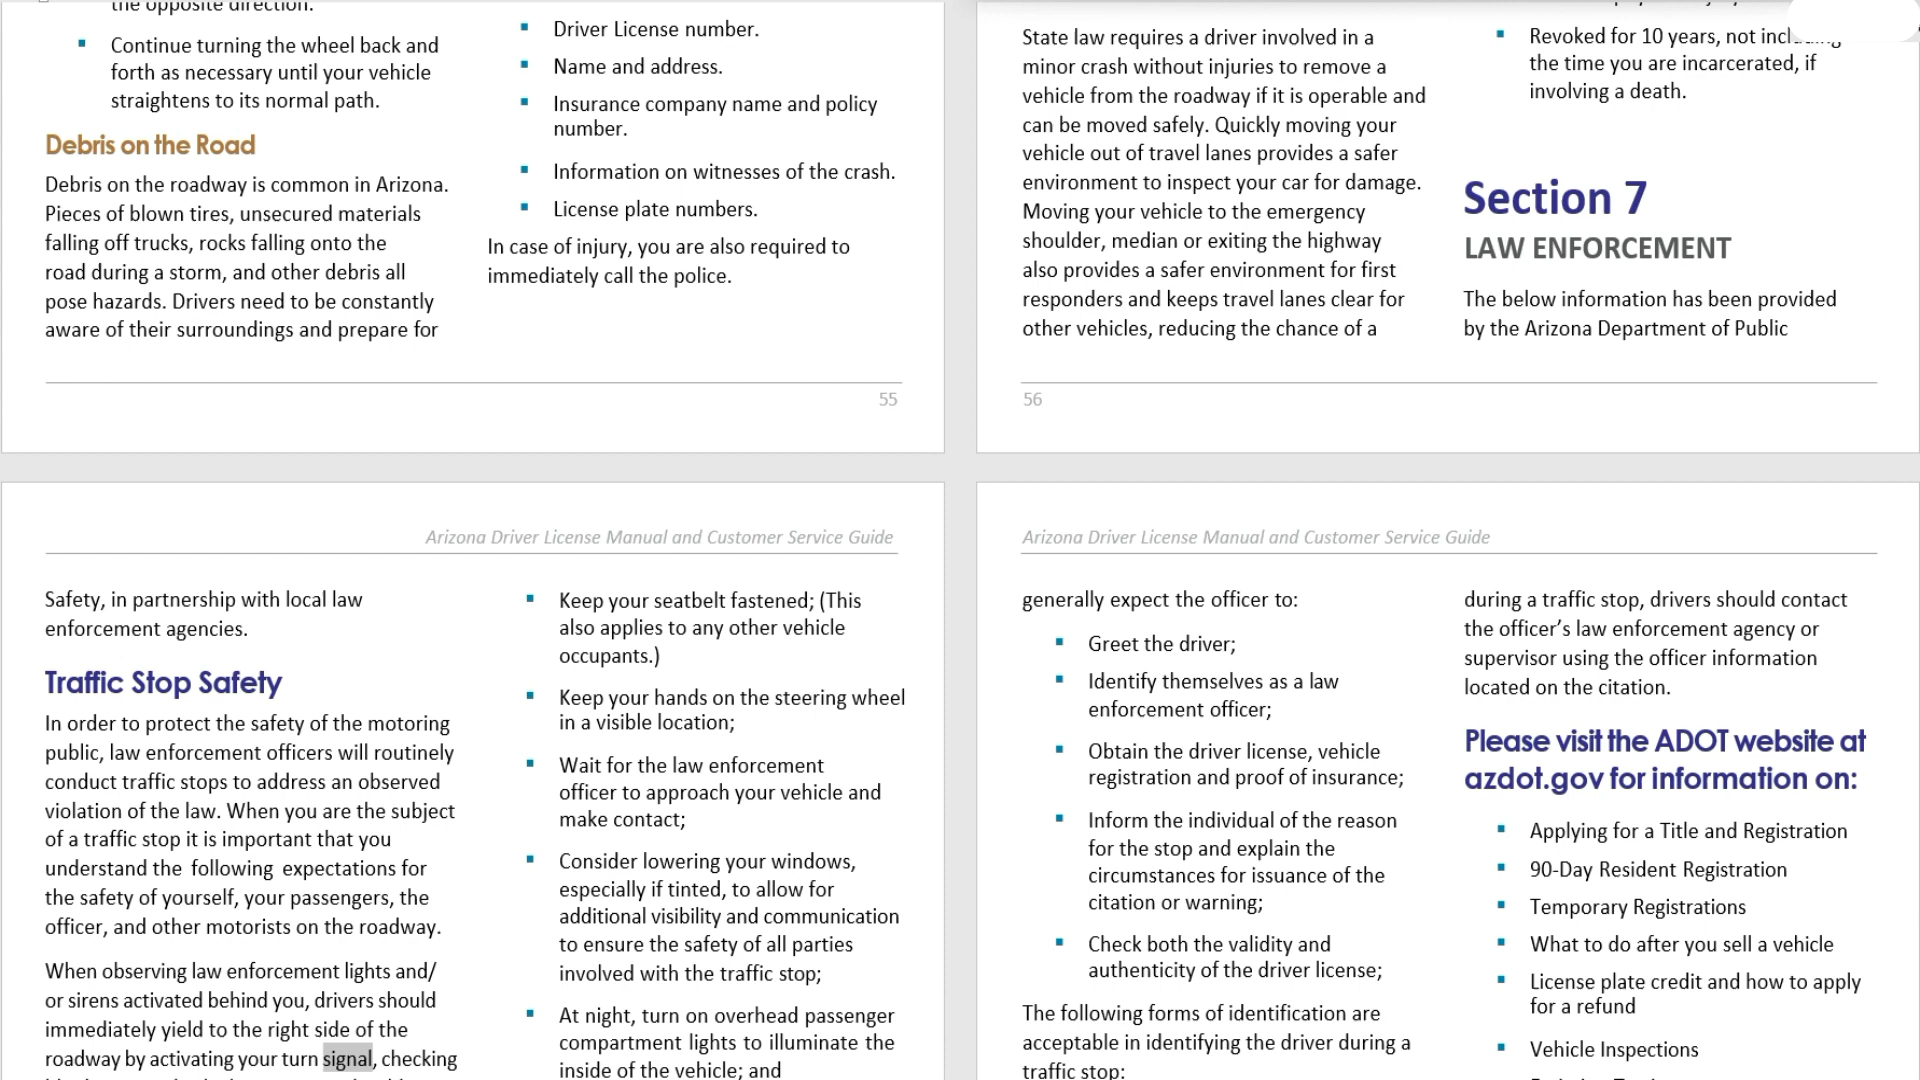 the opposite direction.
Continue turning the wheel back and
forth as necessary until your vehicle
straightens to its normal path.
Debris on the Road
Debris on the roadway is common in Arizona.
Pieces of blown tires, unsecured materials
falling off trucks, rocks falling onto the
road during a storm, and other debris all
pose hazards. Drivers need to be constantly
aware of their surroundings and prepare for
Driver License number.
Name and address.
Insurance company name and policy
number.
Information on witnesses of the crash.
License plate numbers.
In case of injury, you are also required to
immediately call the police.
55
State law requires a driver involved in a
minor crash without injuries to remove a
vehicle from the roadway if it is operable and
can be moved safely. Quickly moving your
vehicle out of travel lanes provides a safer
environment to inspect your car for damage.
Moving your vehicle to the emergency
shoulder, median or exiting the highway
also provides a safer environment for first
responders and keeps travel lanes clear for
other vehicles, reducing the chance of a
Revoked for 10 years, not including
the time you are incarcerated, if
involving a death.
Section 7
LAW ENFORCEMENT
The below information has been provided
by the Arizona Department of Public
56
Arizona Driver License Manual and Customer Service Guide
Safety, in partnership with local law
enforcement agencies.
Traffic Stop Safety
In order to protect the safety of the motoring
public, law enforcement officers will routinely
conduct traffic stops to address an observed
violation of the law. When you are the subject
of a traffic stop it is important that you
understand the following expectations for
the safety of yourself, your passengers, the
officer, and other motorists on the roadway.
When observing law enforcement lights and/
or sirens activated behind you, drivers should
immediately yield to the right side of the
roadway by activating your turn signal, checking
Keep your seatbelt fastened; (This
also applies to any other vehicle
occupants.)
Keep your hands on the steering wheel
in a visible location;
Wait for the law enforcement
officer to approach your vehicle and
make contact;
Consider lowering your windows,
especially if tinted, to allow for
additional visibility and communication
to ensure the safety of all parties
involved with the traffic stop;
At night, turn on overhead passenger
compartment lights to illuminate the
inside of the vehicle; and
Arizona Driver License Manual and Customer Service Guide
generally expect the officer to:
Greet the driver;
Identify themselves as a law
enforcement officer;
Obtain the driver license, vehicle
registration and proof of insurance;
Inform the individual of the reason
for the stop and explain the
circumstances for issuance of the
citation or warning;
Check both the validity and
authenticity of the driver license;
The following forms of identification are
acceptable in identifying the driver during a
traffic stop:
during a traffic stop, drivers should contact
the officer’s law enforcement agency or
supervisor using the officer information
located on the citation.
Please visit the ADOT website at
azdot.gov for information on:
Applying for a Title and Registration
90-Day Resident Registration
Temporary Registrations
What to do after you sell a vehicle
License plate credit and how to apply
for a refund
Vehicle Inspections